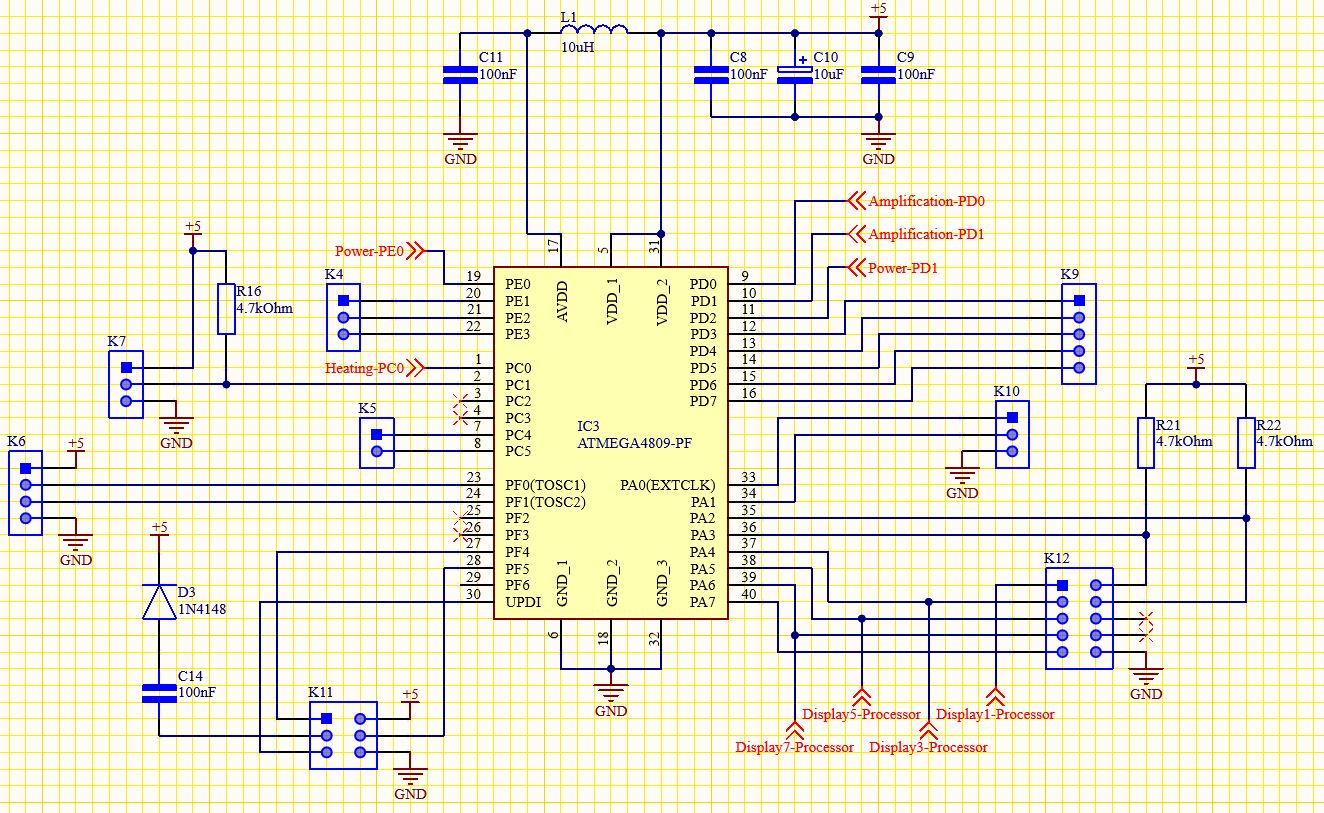 +5
L1
10uH
C11
100nF
C8
100nF
C10
10uF
C9
100nF
+
GND
GND
Amplification-PD0
Amplification-PD1
Power-PD1
Power-PE0
Heating-PC0
+5
R16
4.7kOhm
K4
K7
GND
K5
K6
+5
GND
17
5
31
AVDD
VDD_1
VDD_2
19
20
21
22
1
2
3
4
7
8
23
24
25
26
27
28
29
30
PE0
PE1
PE2
PE3
PC0
PC1
PC2
PC3
PC4
PC5
PF0(TOSC1)
PF1(TOSC2)
PF2
PF3
PF4
PF5
PF6
UPDI
IC3
ATMEGA4809-PF
PD0
PD1
PD2
PD3
PD4
PD5
PD6
PD7
PA0(EXTCLK)
PA1
PA2
PA3
PA4
PA5
PA6
PA7
9
10
11
12
13
14
15
16
33
34
35
36
37
38
39
40
GND_1
GND_2
GND_3
6
18
32
GND
K9
K10
GND
+5
R21
4.7kOhm
R22
4.7kOhm
K12
GND
+5
D3
1N4148
C14
100nF
K11
+5
GND
Display5-Processor
Display1-Processor
Display7-Processor
Display3-Processor